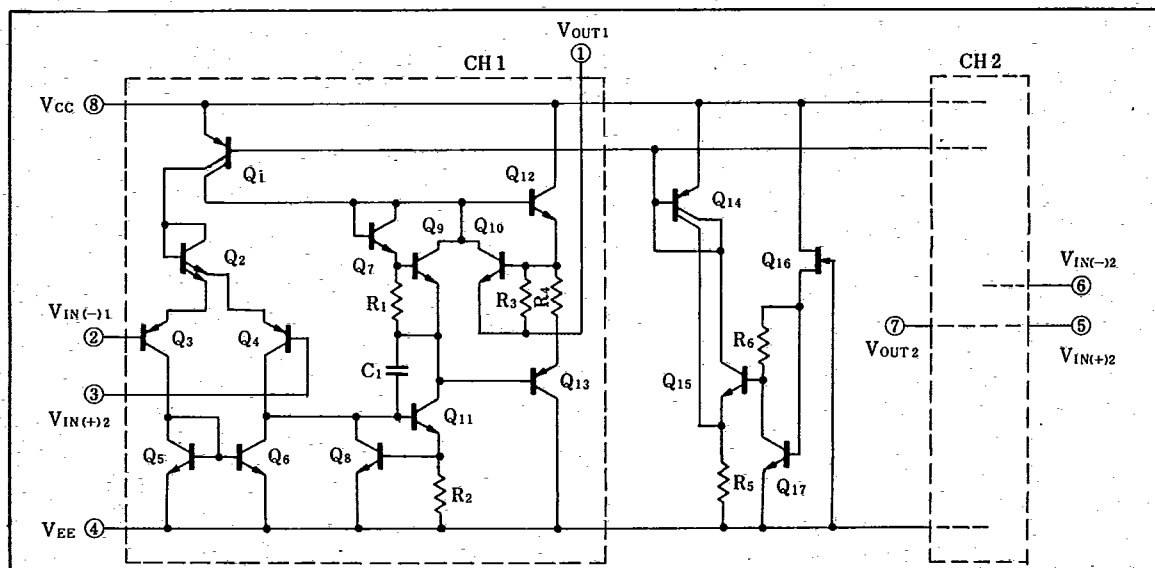 VOUT1
①
CH 1
CH 2
VCC ⑧
Q1
Q12
Q14
Q2
Q9
Q10
Q7
Q16
VIN(−)2
⑥
VIN(−)1
②
Q3
Q4
R1
R3
R4
⑦
VOUT2
⑤
VIN(+)2
R6
C1
Q13
Q15
③
VIN(+)2
Q11
Q5
Q6
Q8
R2
R5
Q17
VEE ④